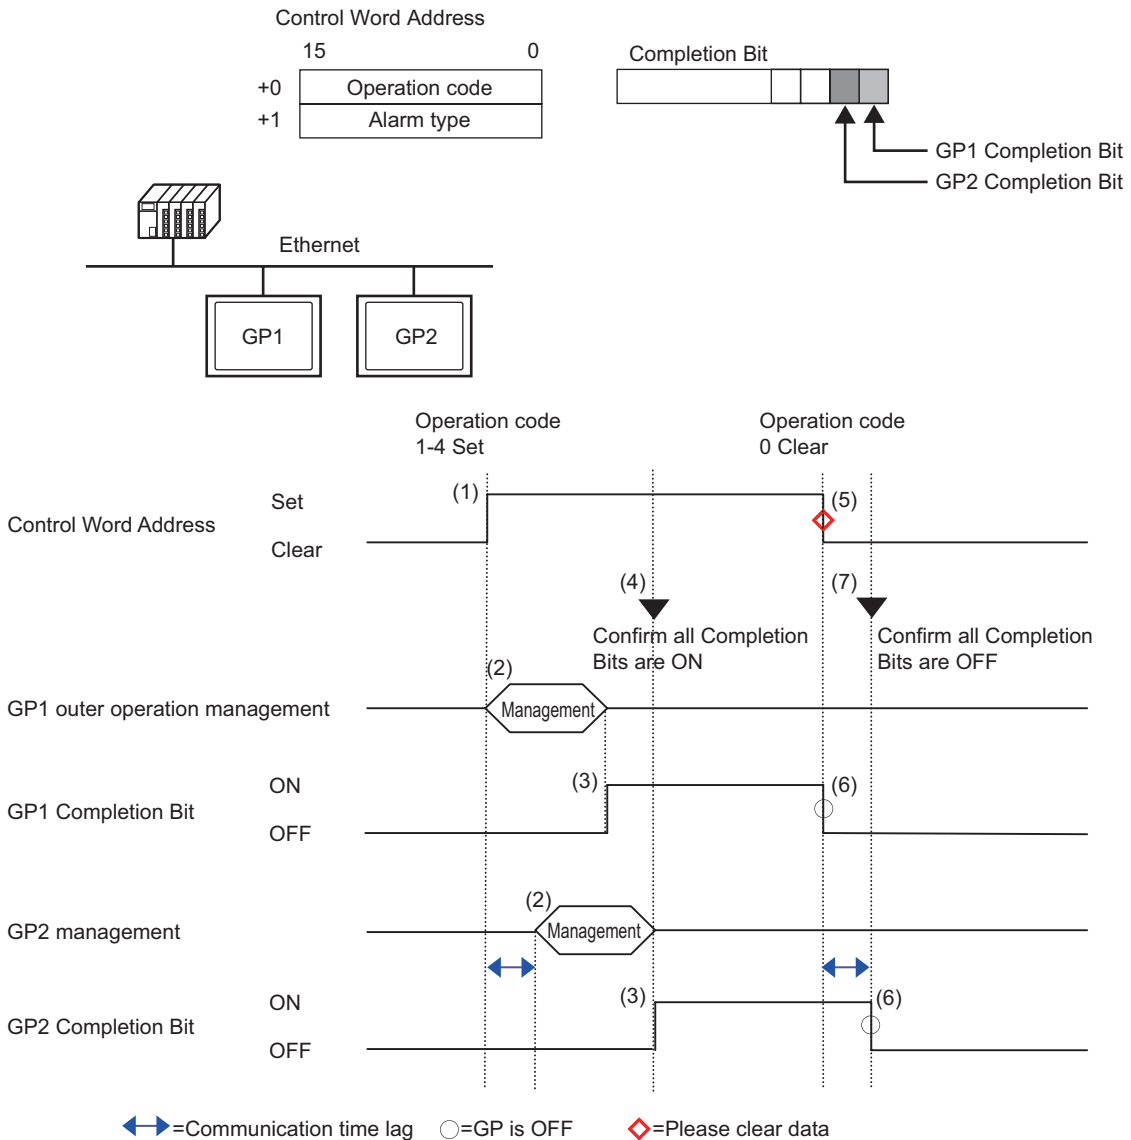 Control Word Address
15 0
+0 Operation code
+1 Alarm type
Completion Bit
GP1 Completion Bit
GP2 Completion Bit
Ethernet
GP1 GP2
Operation code
1-4 Set
Operation code
0 Clear
Control Word Address
Set
Clear
(1)
(5)
(4)
Confirm all Completion
Bits are ON
(7)
Confirm all Completion
Bits are OFF
GP1 outer operation management
(2)
Management
GP1 Completion Bit
ON
OFF
(3)
(6)
GP2 management
(2)
Management
GP2 Completion Bit
ON
OFF
(3)
(6)
=Communication time lag =GP is OFF =Please clear data